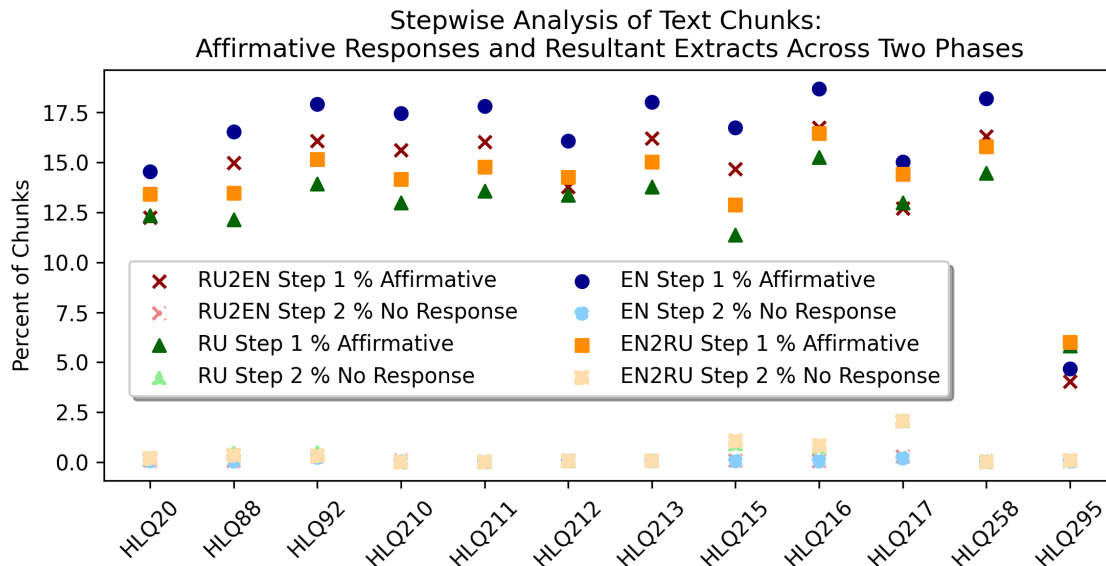 Stepwise Analysis of Text Chunks:
Affirmative Responses and Resultant Extracts Across Two Phases
Percent of Chunks
17.5
15.0
12.5
10.0
7.5
5.0
2.5
0.0
RU2EN Step 1 % Affirmative
RU2EN Step 2 % No Response
RU Step 1 % Affirmative
RU Step 2 % No Response
EN Step 1 % Affirmative
EN Step 2 % No Response
EN2RU Step 1 % Affirmative
EN2RU Step 2 % No Response
HLQ20
HLQ88
HLQ92
HLQ210
HLQ211
HLQ212
HLQ213
HLQ215
HLQ216
HLQ217
HLQ258
HLQ295